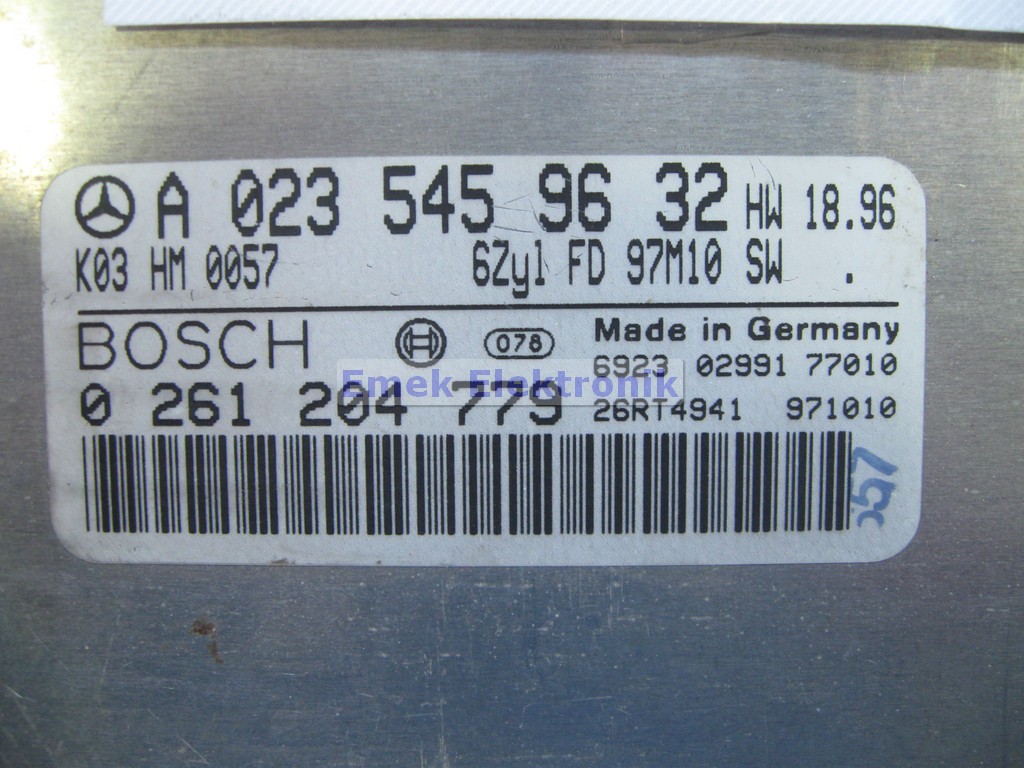 A 023 545 96 32 HW 18.96
K03 HM 0057 6Zyl FD 97M10 SW .
BOSCH 078 Made in Germany
6923 02991 77010
0 261 204 779 26RT4941 971010
Emek Elektronik
57